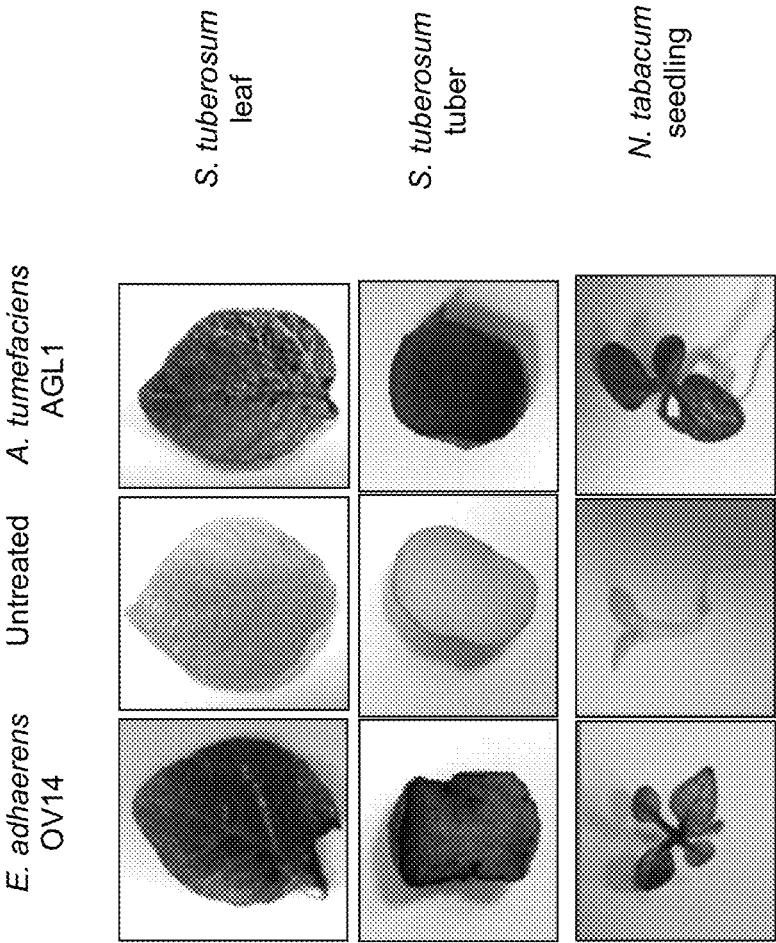 E. adhaerens
OV14
Untreated
A. tumefaciens
AGL1
S. tuberosum
leaf
S. tuberosum
tuber
N. tabacum
seedling